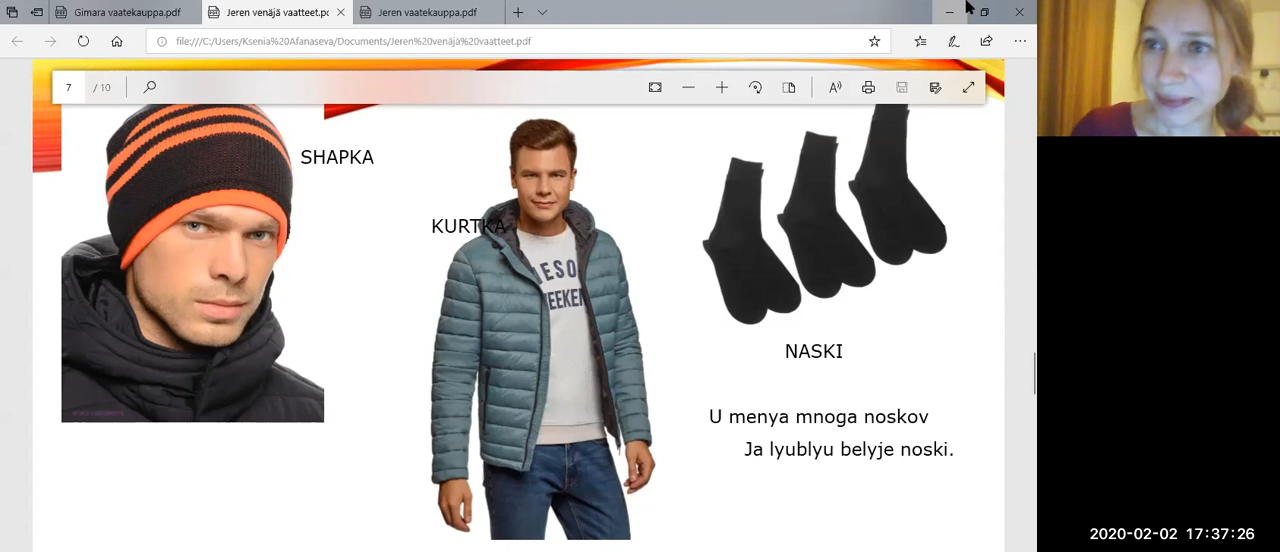 Gimara vaatekauppa.pdf
Jeren venäjä vaatteet.pd
Jeren vaatekauppa.pdf
file:///C:/Users/Ksenia%20Afanaseva/Documents/Jeren%20venäjä%20vaatteet.pdf
7 / 10
SHAPKA
KURTKA
NASKI
U menya mnoga noskov
Ja lyublyu belyje noski.
2020-02-02 17:37:26